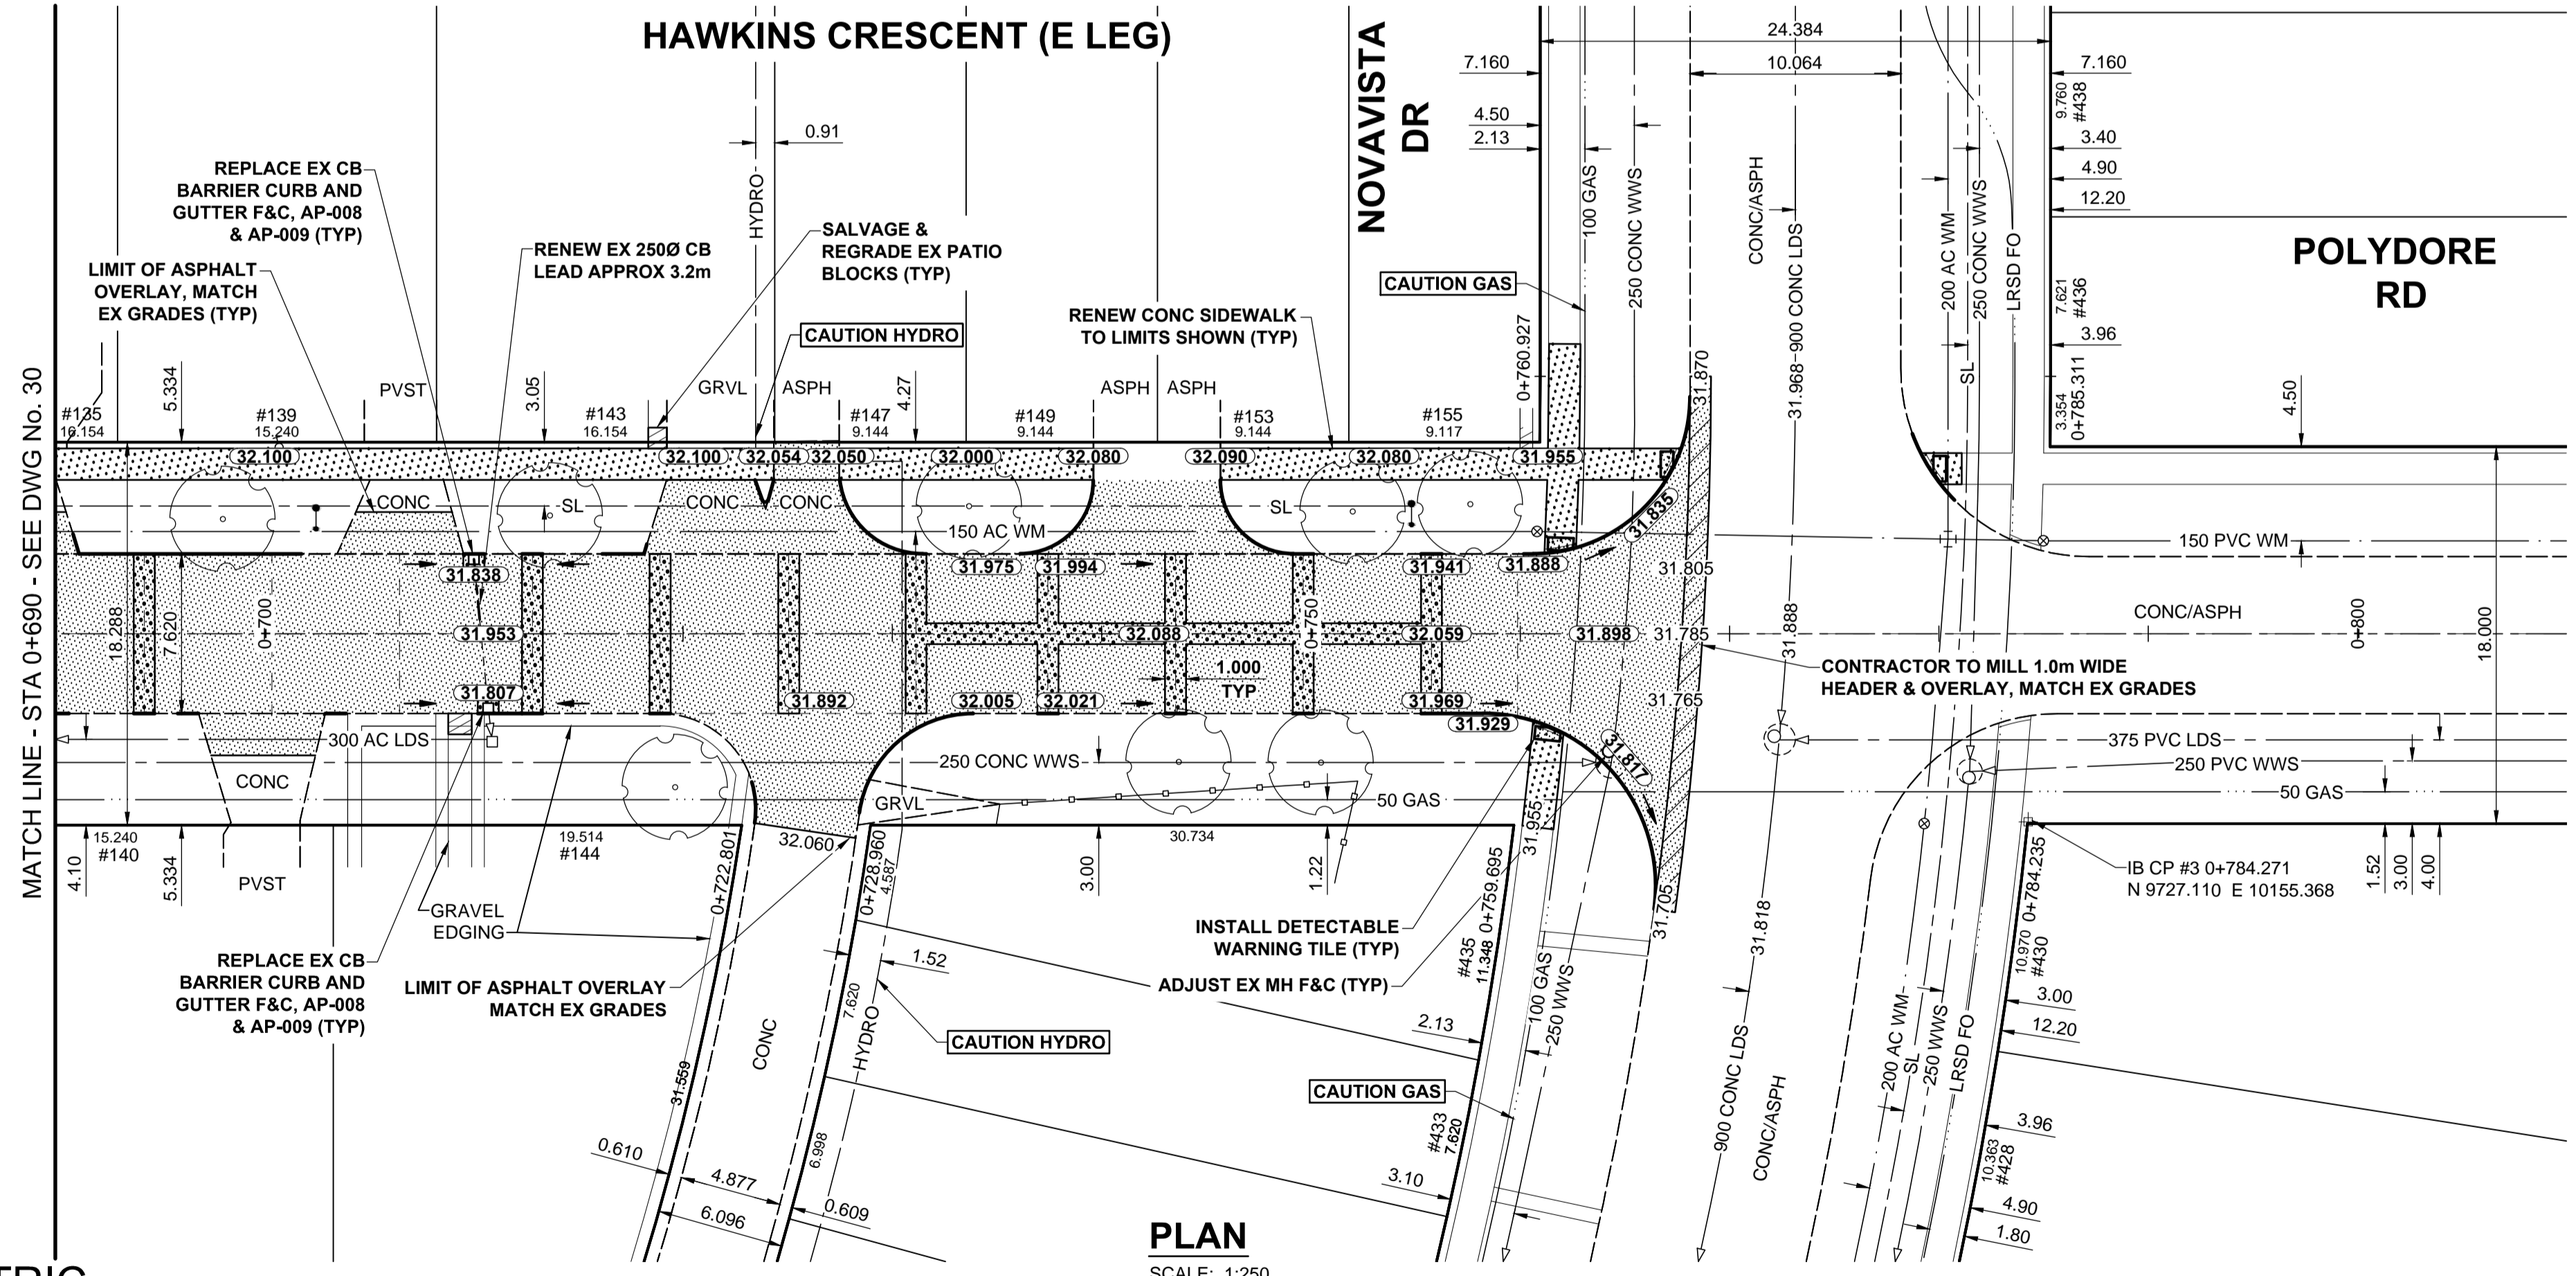 HAWKINS CRESCENT (E LEG)
NOVAVISTA
DR
POLYDORE
RD
24.384
10.064
7.160
4.50
2.13
7.160
9.760
#438
3.40
4.90
12.20
7.621
#436
3.96
3.354
0+785.311
0.91
HYDRO
REPLACE EX CB
BARRIER CURB AND
GUTTER F&C, AP-008
& AP-009 (TYP)
LIMIT OF ASPHALT
OVERLAY, MATCH
EX GRADES (TYP)
RENEW EX 250Ø CB
LEAD APPROX 3.2m
SALVAGE &
REGRADE EX PATIO
BLOCKS (TYP)
CAUTION HYDRO
RENEW CONC SIDEWALK
TO LIMITS SHOWN (TYP)
CAUTION GAS
100 GAS
250 CONC WWS
CONC/ASPH
31.968
900 CONC LDS
200 AC WM
250 CONC WWS
LRSD FO
SL
MATCH LINE - STA 0+690 - SEE DWG No. 30
#135
16.154
5.334
#139
15.240
PVST
3.05
#143
16.154
GRVL
ASPH
#147
9.144
4.27
#149
9.144
ASPH
ASPH
#153
9.144
#155
9.117
0+760.927
31.870
4.50
32.100
32.100
32.054
32.050
32.000
32.080
32.090
32.080
31.955
CONC
SL
CONC
CONC
150 AC WM
SL
31.835
150 PVC WM
31.838
31.975
31.994
31.941
31.888
31.805
18.288
7.620
0+700
31.953
32.088
0+750
32.059
31.898
31.785
31.888
CONC/ASPH
0+800
18.000
1.000
TYP
CONTRACTOR TO MILL 1.0m WIDE
HEADER & OVERLAY, MATCH EX GRADES
31.807
31.892
32.005
32.021
31.969
31.929
31.765
300 AC LDS
250 CONC WWS
31.817
375 PVC LDS
250 PVC WWS
CONC
GRVL
50 GAS
50 GAS
4.10
15.240
#140
5.334
PVST
19.514
#144
0+722.801
32.060
0+728.960
4.587
3.00
30.734
1.22
31.955
0+759.695
11.348
#435
31.705
31.818
0+784.235
10.970
#430
IB CP #3 0+784.271
N 9727.110 E 10155.368
1.52
3.00
4.00
GRAVEL
EDGING
REPLACE EX CB
BARRIER CURB AND
GUTTER F&C, AP-008
& AP-009 (TYP)
LIMIT OF ASPHALT OVERLAY
MATCH EX GRADES
1.52
7.620
HYDRO
CAUTION HYDRO
INSTALL DETECTABLE
WARNING TILE (TYP)
ADJUST EX MH F&C (TYP)
2.13
100 GAS
250 WWS
CAUTION GAS
#433
7.620
3.10
31.559
CONC
6.998
0.610
4.877
6.096
0.609
900 CONC LDS
CONC/ASPH
200 AC WM
SL
250 WWS
LRSD FO
3.00
12.20
3.96
10.363
#428
4.90
1.80
PLAN
SCALE: 1:250